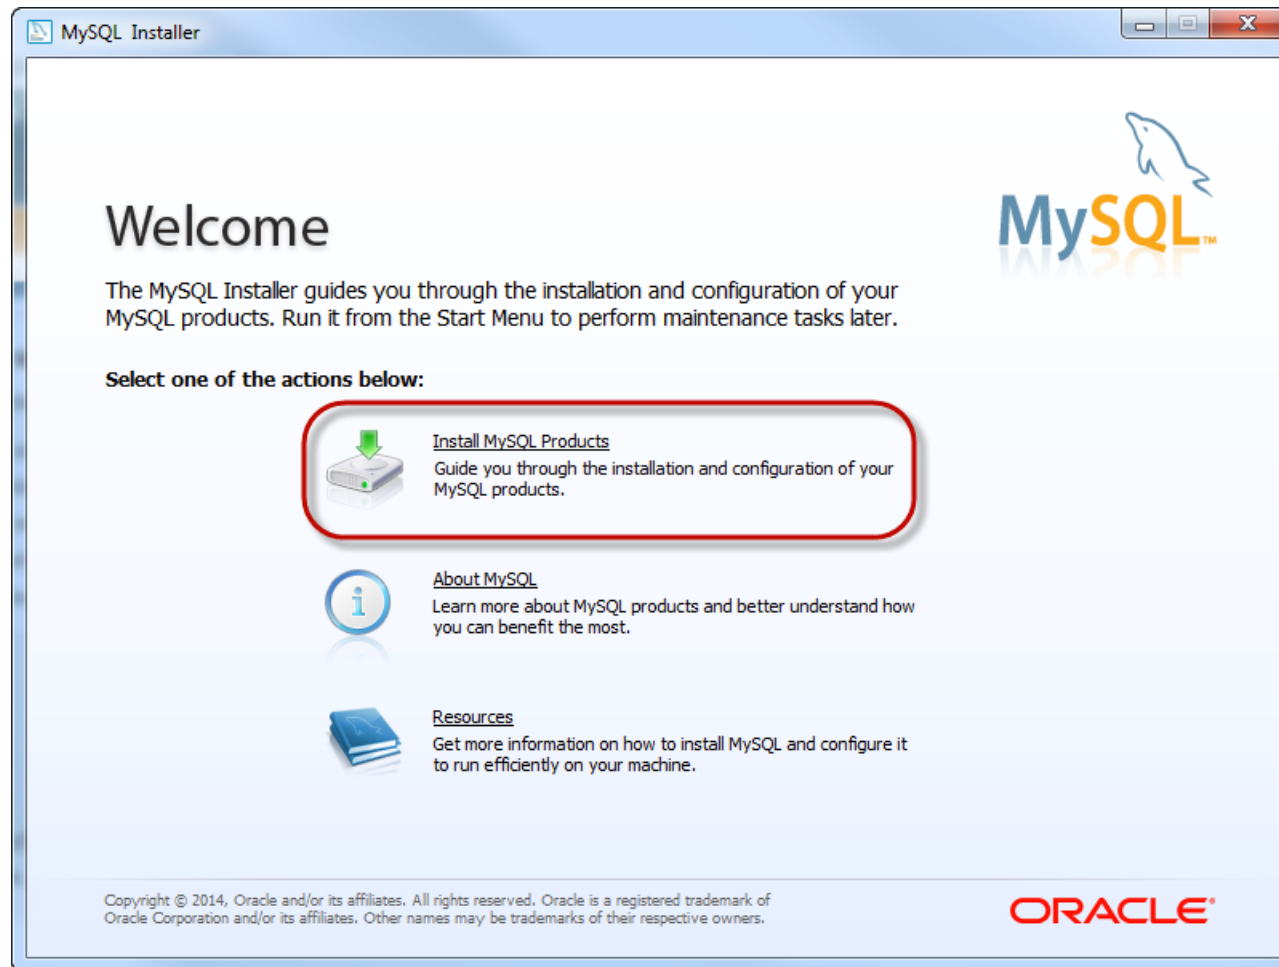 MySQL Installer
MySQL™
Welcome
The MySQL Installer guides you through the installation and configuration of your
MySQL products. Run it from the Start Menu to perform maintenance tasks later.
Select one of the actions below:
Install MySQL Products
Guide you through the installation and configuration of your
MySQL products.
About MySQL
Learn more about MySQL products and better understand how
you can benefit the most.
Resources
Get more information on how to install MySQL and configure it
to run efficiently on your machine.
Copyright © 2014, Oracle and/or its affiliates. All rights reserved. Oracle is a registered trademark of
Oracle Corporation and/or its affiliates. Other names may be trademarks of their respective owners.
ORACLE®